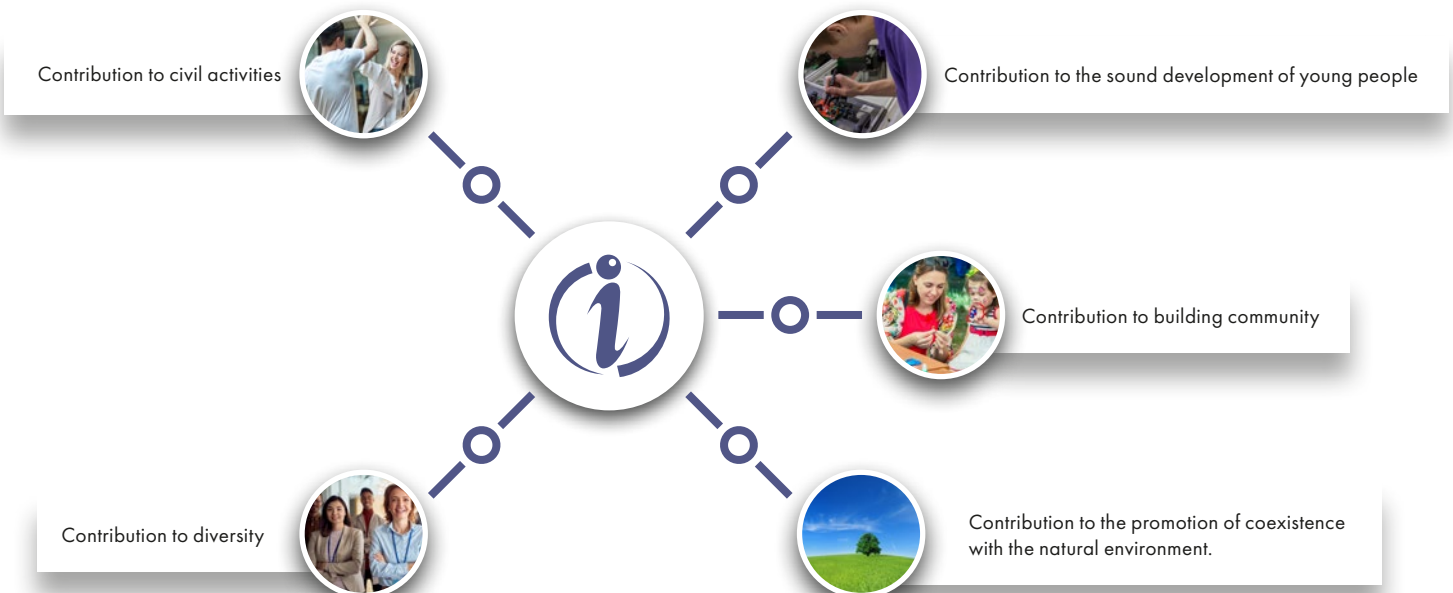 Contribution to civil activities
Contribution to the sound development of young people
Contribution to building community
Contribution to diversity
Contribution to the promotion of coexistence
with the natural environment.